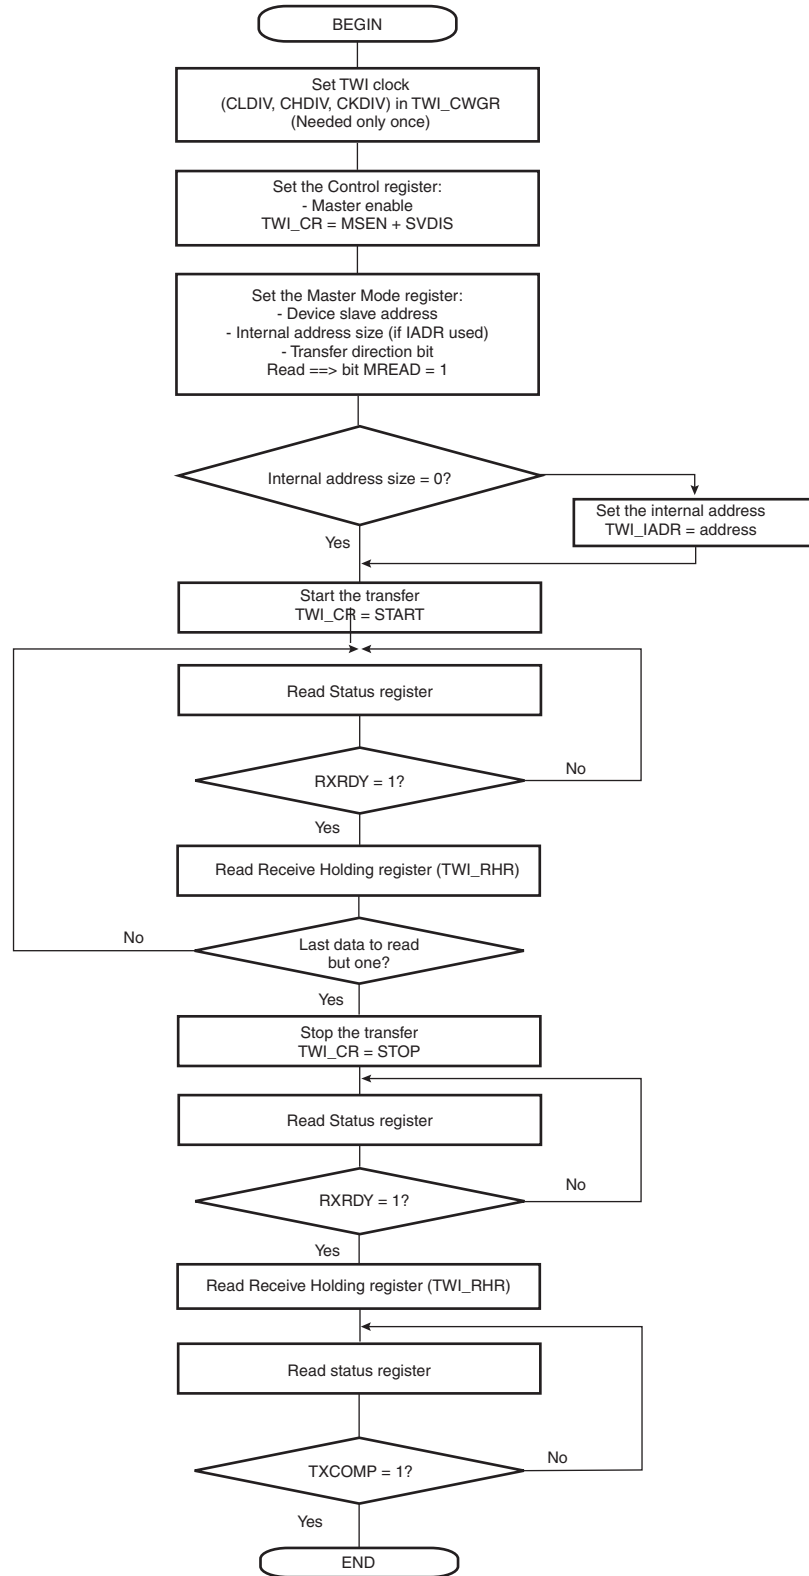 BEGIN
Set TWI clock
(CLDIV, CHDIV, CKDIV) in TWI_CWGR
(Needed only once)
Set the Control register:
- Master enable
TWI_CR = MSEN + SVDIS
Set the Master Mode register:
- Device slave address
- Internal address size (if IADR used)
- Transfer direction bit
Read ==> bit MREAD = 1
Internal address size = 0?
Set the internal address
TWI_IADR = address
Yes
Start the transfer
TWI_CR = START
Read Status register
RXRDY = 1?
No
Yes
Read Receive Holding register (TWI_RHR)
No
Last data to read
but one?
Yes
Stop the transfer
TWI_CR = STOP
Read Status register
RXRDY = 1?
No
Yes
Read Receive Holding register (TWI_RHR)
Read status register
TXCOMP = 1?
No
Yes
END